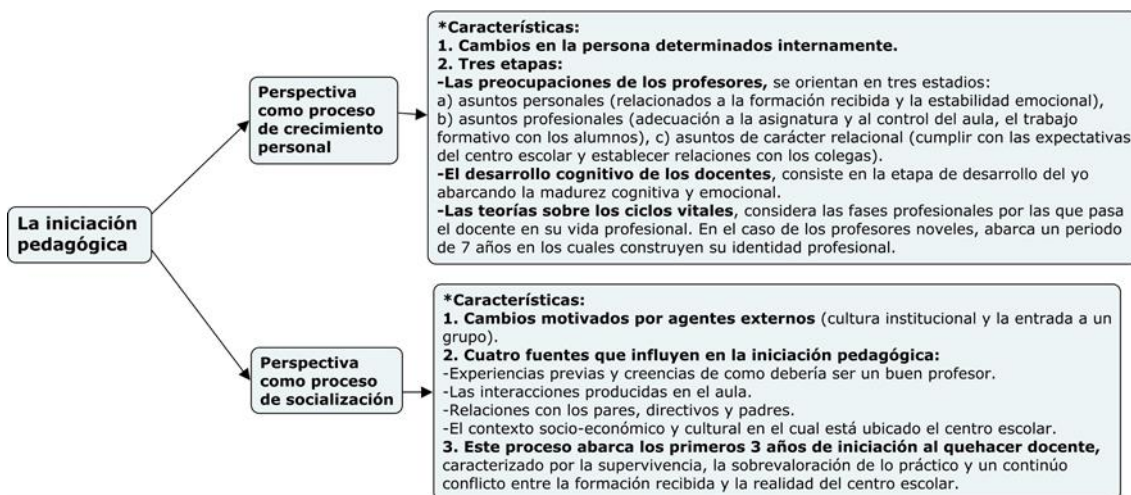 La iniciación
pedagógica
Perspectiva
como proceso
de crecimiento
personal
*Características:
1. Cambios en la persona determinados internamente.
2. Tres etapas:
-Las preocupaciones de los profesores, se orientan en tres estadios:
a) asuntos personales (relacionados a la formación recibida y la estabilidad emocional),
b) asuntos profesionales (adecuación a la asignatura y al control del aula, el trabajo
formativo con los alumnos), c) asuntos de carácter relacional (cumplir con las expectativas
del centro escolar y establecer relaciones con los colegas).
-El desarrollo cognitivo de los docentes, consiste en la etapa de desarrollo del yo
abarcando la madurez cognitiva y emocional.
-Las teorías sobre los ciclos vitales, considera las fases profesionales por las que pasa
el docente en su vida profesional. En el caso de los profesores noveles, abarca un periodo
de 7 años en los cuales construyen su identidad profesional.
Perspectiva
como proceso
de socialización
*Características:
1. Cambios motivados por agentes externos (cultura institucional y la entrada a un
grupo).
2. Cuatro fuentes que influyen en la iniciación pedagógica:
-Experiencias previas y creencias de como debería ser un buen profesor.
-Las interacciones producidas en el aula.
-Relaciones con los pares, directivos y padres.
-El contexto socio-económico y cultural en el cual está ubicado el centro escolar.
3. Este proceso abarca los primeros 3 años de iniciación al quehacer docente,
caracterizado por la supervivencia, la sobrevaloración de lo práctico y un continúo
conflicto entre la formación recibida y la realidad del centro escolar.